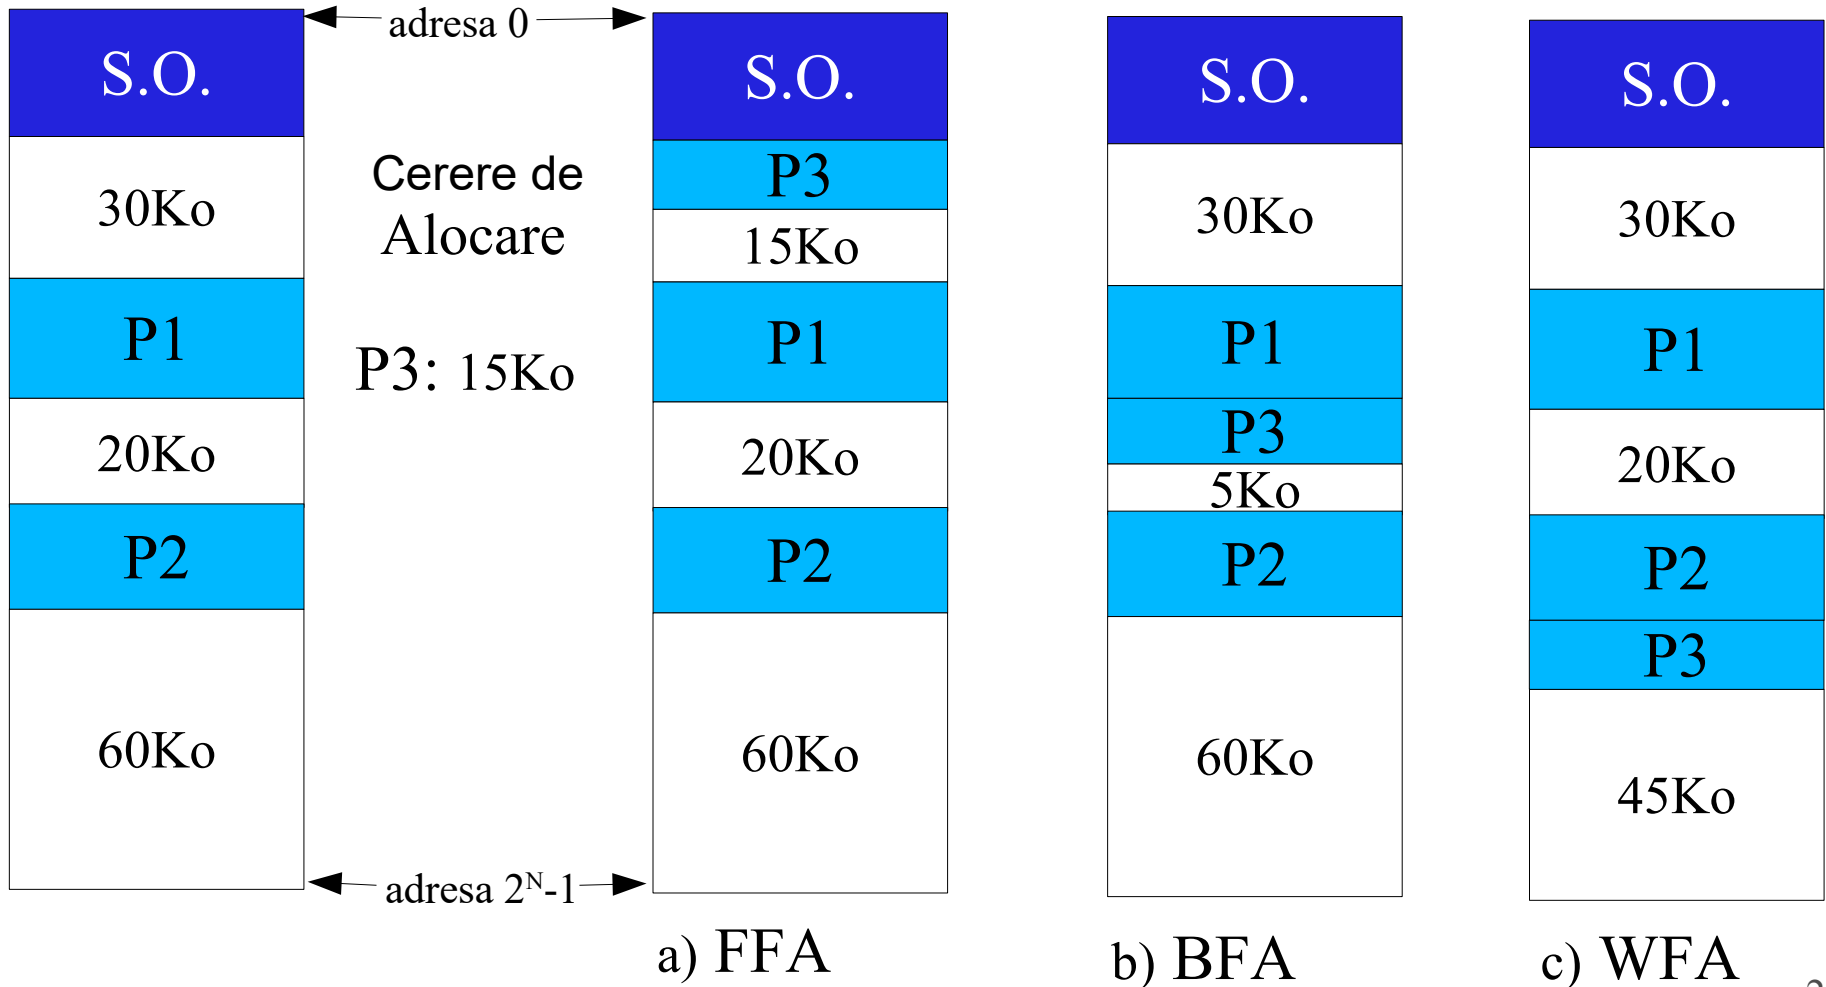 adresa 0
S.O.
30Ko
P1
20Ko
P2
60Ko
Cerere de
Alocare
P3: 15Ko
adresa 2ᴺ-1
S.O.
P3
15Ko
P1
20Ko
P2
60Ko
a) FFA
S.O.
30Ko
P1
P3
5Ko
P2
60Ko
b) BFA
S.O.
30Ko
P1
20Ko
P2
P3
45Ko
c) WFA